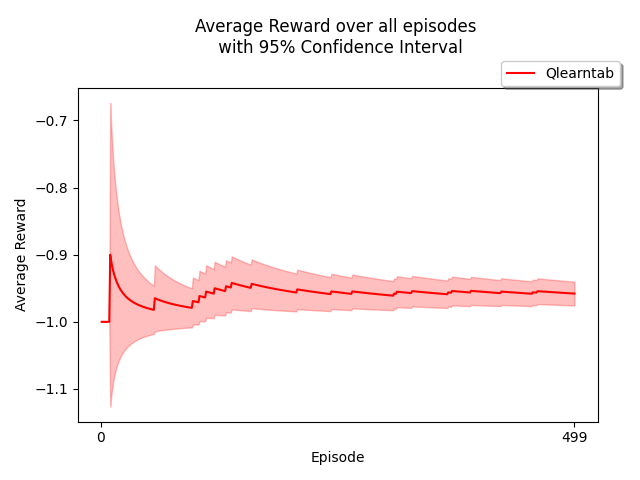 Average Reward over all episodes
with 95% Confidence Interval
Qlearntab
−0.7
−0.8
−0.9
−1.0
−1.1
Average Reward
0
499
Episode